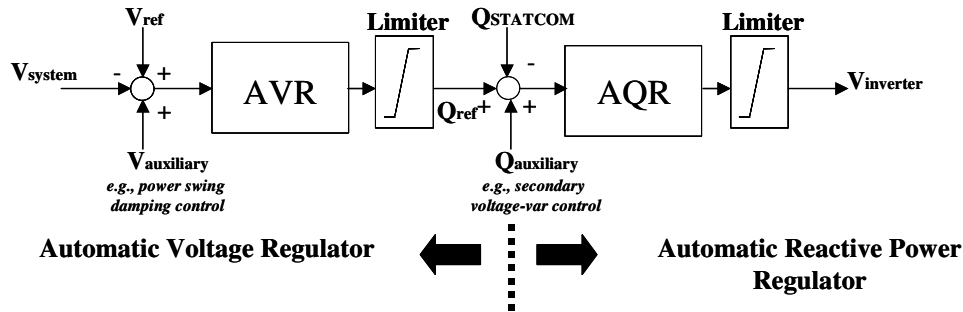 Vref
Limiter
QSTATCOM
Limiter
Vsystem
-
+
+
AVR
Qref
+
-
+
AQR
Vinverter
Vauxiliary
e.g., power swing
damping control
Qauxiliary
e.g., secondary
voltage-var control
Automatic Voltage Regulator
Automatic Reactive Power
Regulator